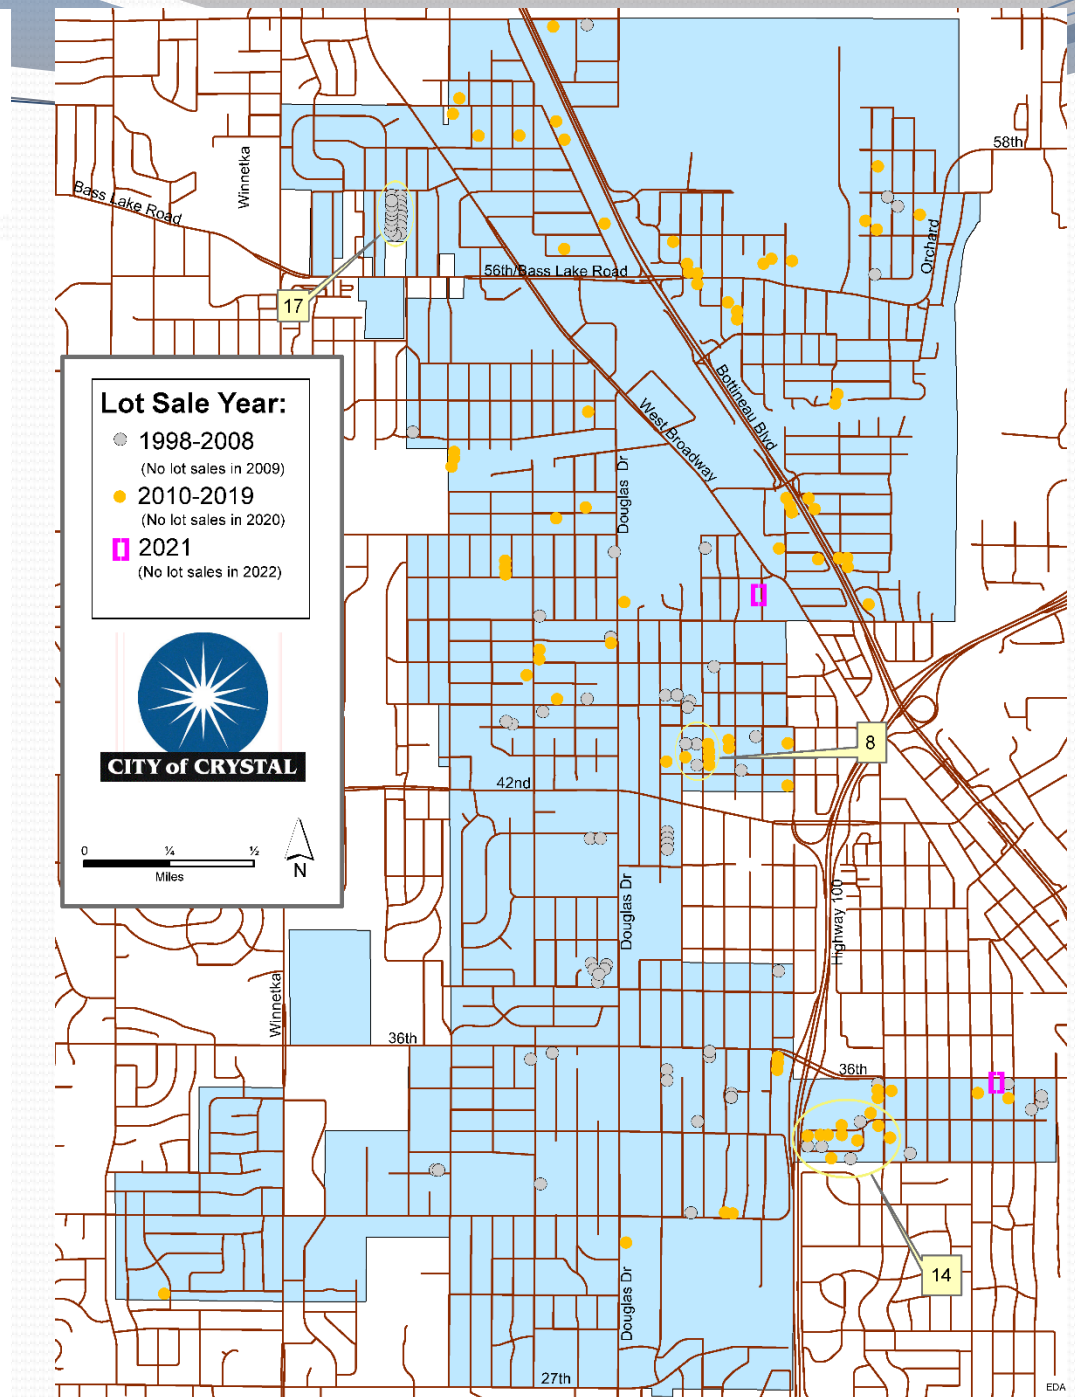 58th
Winnetka
Bass Lake Road
Orchard
56th/Bass Lake Road
17
Lot Sale Year:
1998-2008
(No lot sales in 2009)
2010-2019
(No lot sales in 2020)
2021
(No lot sales in 2022)
Bottineau Blvd
West Broadway
Douglas Dr
CITY of CRYSTAL
8
42nd
0 ¼ ½
Miles
N
Douglas Dr
Highway 100
Winnetka
36th
36th
14
Douglas Dr
27th
EDA